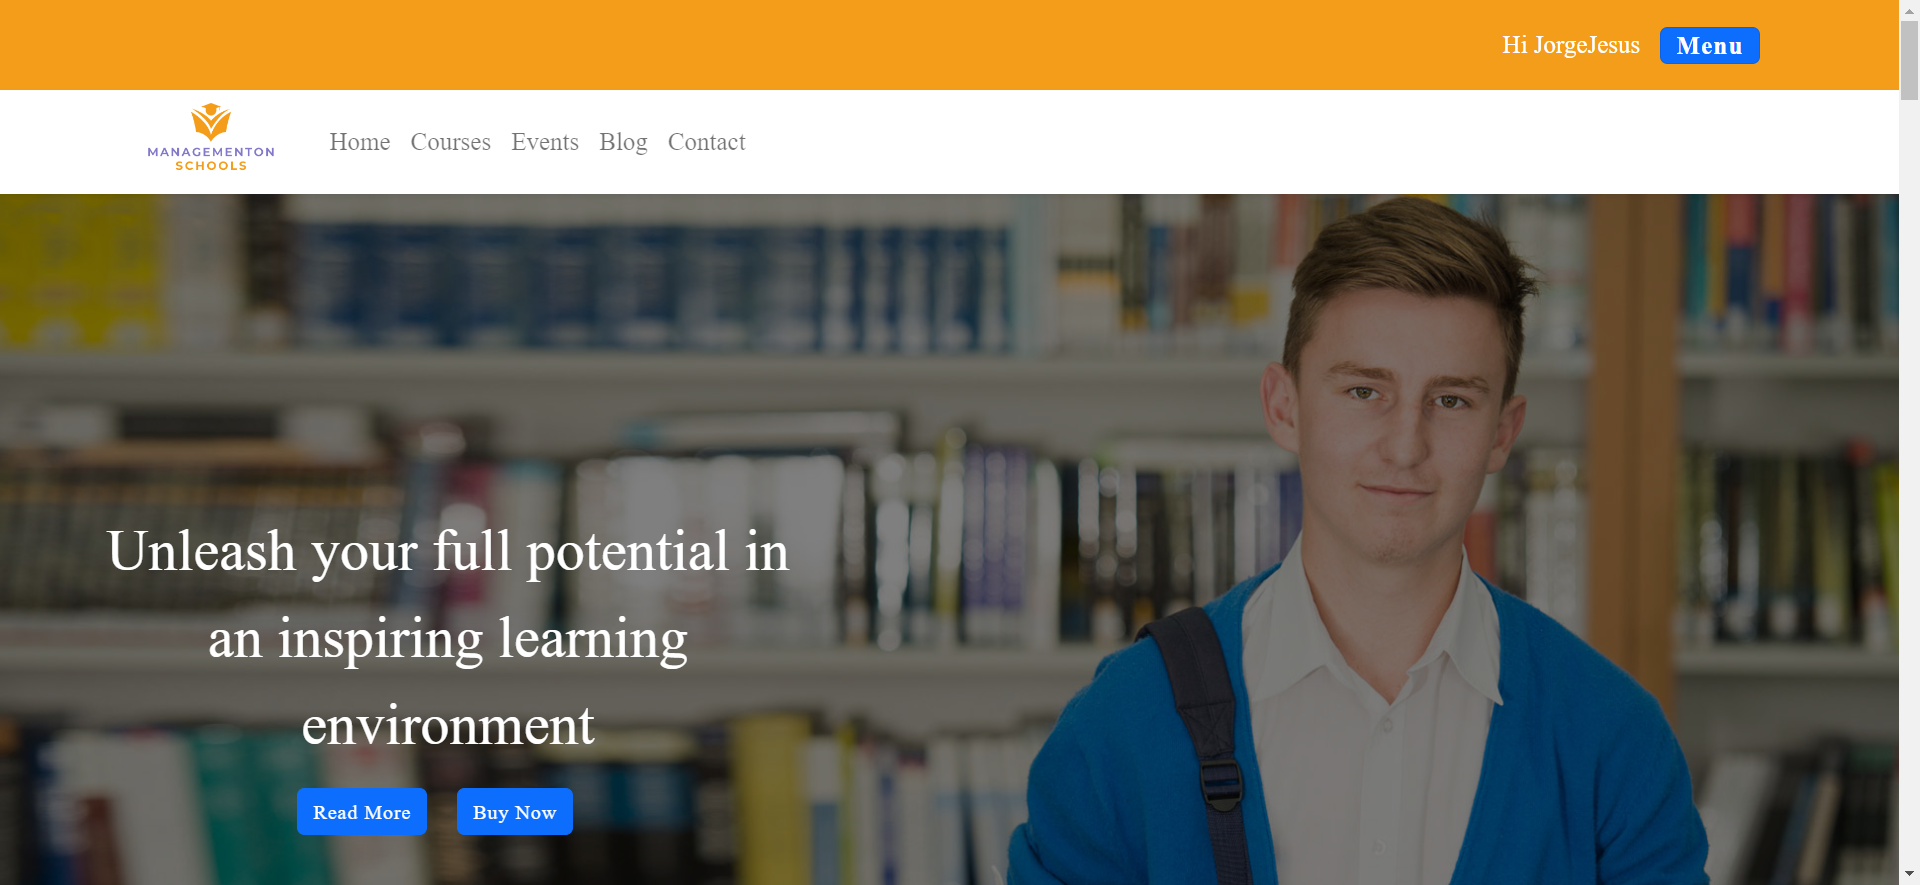 Hi JorgeJesus
Menu
MANAGEMENTON
SCHOOLS
Home
Courses
Events
Blog
Contact
Unleash your full potential in
an inspiring learning
environment
Read More
Buy Now